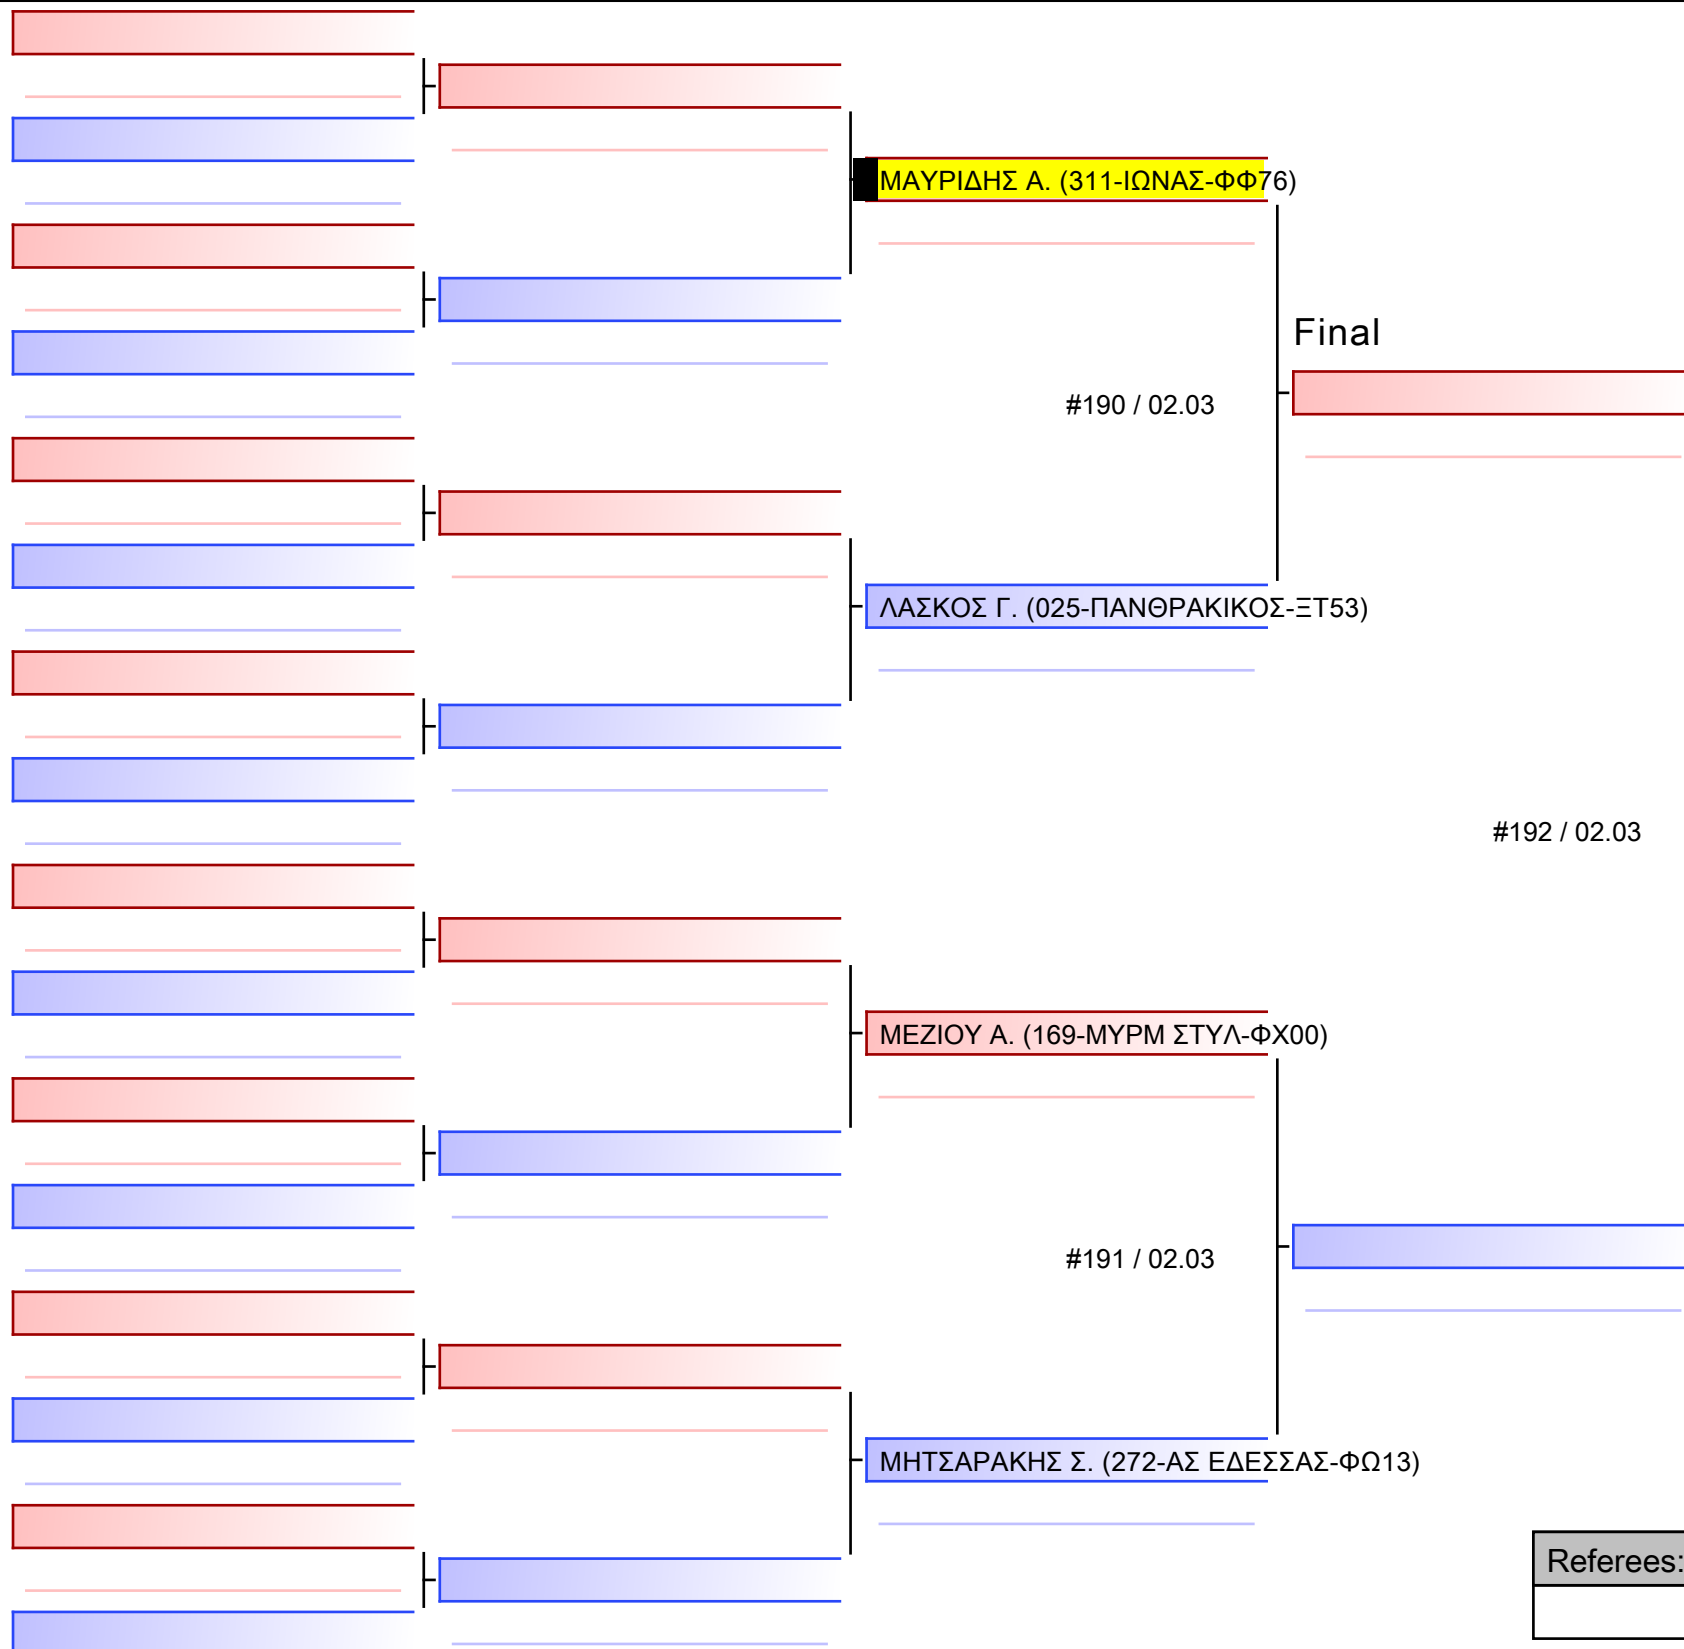 ΜΑΥΡΙΔΗΣ Α. (311-ΙΩΝΑΣ-ΦΦ76)
Final
#190 / 02.03
ΛΑΣΚΟΣ Γ. (025-ΠΑΝΘΡΑΚΙΚΟΣ-ΞΤ53)
#192 / 02.03
ΜΕΖΙΟΥ Α. (169-ΜΥΡΜ ΣΤΥΛ-ΦΧ00)
#191 / 02.03
ΜΗΤΣΑΡΑΚΗΣ Σ. (272-ΑΣ ΕΔΕΣΣΑΣ-ΦΩ13)
Referees: